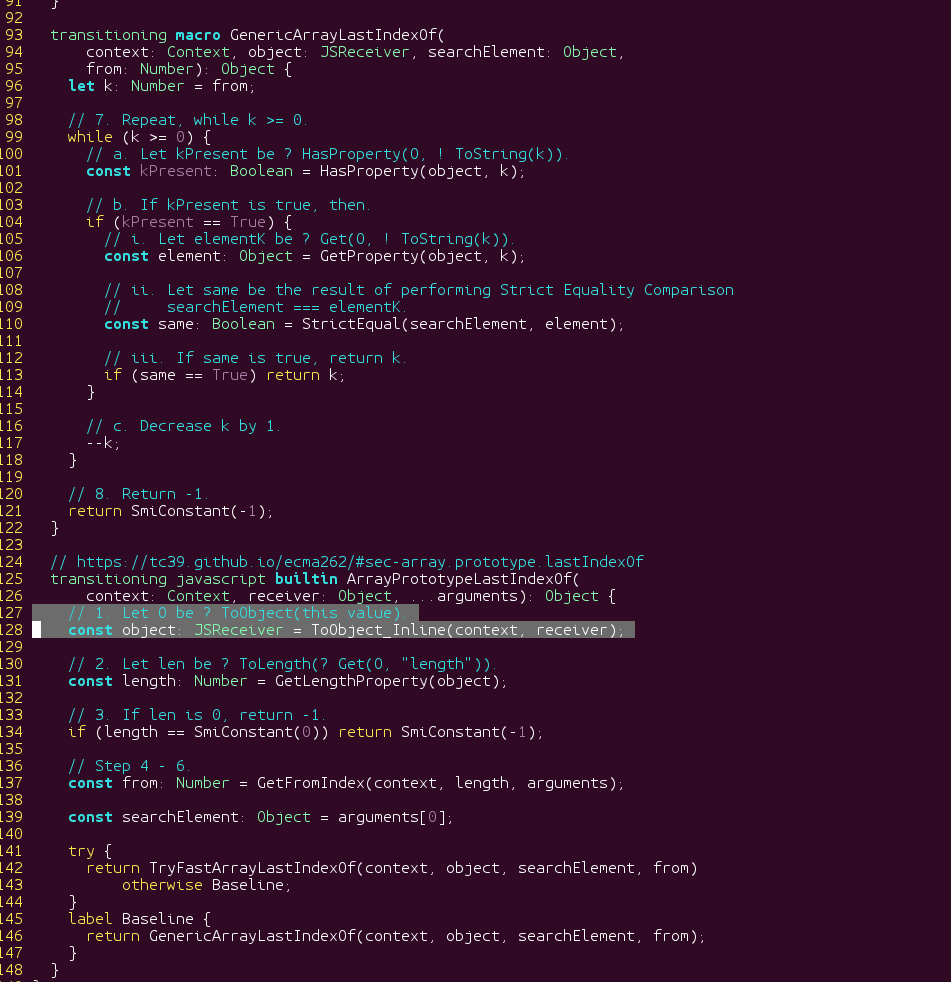 91   }
92
93   transitioning macro GenericArrayLastIndexOf(
94       context: Context, object: JSReceiver, searchElement: Object,
95       from: Number): Object {
96     let k: Number = from;
97
98     // 7. Repeat, while k >= 0.
99     while (k >= 0) {
100       // a. Let kPresent be ? HasProperty(O, ! ToString(k)).
101       const kPresent: Boolean = HasProperty(object, k);
102
103       // b. If kPresent is true, then.
104       if (kPresent == True) {
105         // i. Let elementK be ? Get(O, ! ToString(k)).
106         const element: Object = GetProperty(object, k);
107
108         // ii. Let same be the result of performing Strict Equality Comparison
109         //     searchElement === elementK.
110         const same: Boolean = StrictEqual(searchElement, element);
111
112         // iii. If same is true, return k.
113         if (same == True) return k;
114       }
115
116       // c. Decrease k by 1.
117       --k;
118     }
119
120     // 8. Return -1.
121     return SmiConstant(-1);
122   }
123
124   // https://tc39.github.io/ecma262/#sec-array.prototype.lastIndexOf
125   transitioning javascript builtin ArrayPrototypeLastIndexOf(
126       context: Context, receiver: Object, ...arguments): Object {
127     // 1. Let O be ? ToObject(this value).
128     const object: JSReceiver = ToObject_Inline(context, receiver);
129
130     // 2. Let len be ? ToLength(? Get(O, "length")).
131     const length: Number = GetLengthProperty(object);
132
133     // 3. If len is 0, return -1.
134     if (length == SmiConstant(0)) return SmiConstant(-1);
135
136     // Step 4 - 6.
137     const from: Number = GetFromIndex(context, length, arguments);
138
139     const searchElement: Object = arguments[0];
140
141     try {
142       return TryFastArrayLastIndexOf(context, object, searchElement, from)
143           otherwise Baseline;
144     }
145     label Baseline {
146       return GenericArrayLastIndexOf(context, object, searchElement, from);
147     }
148   }